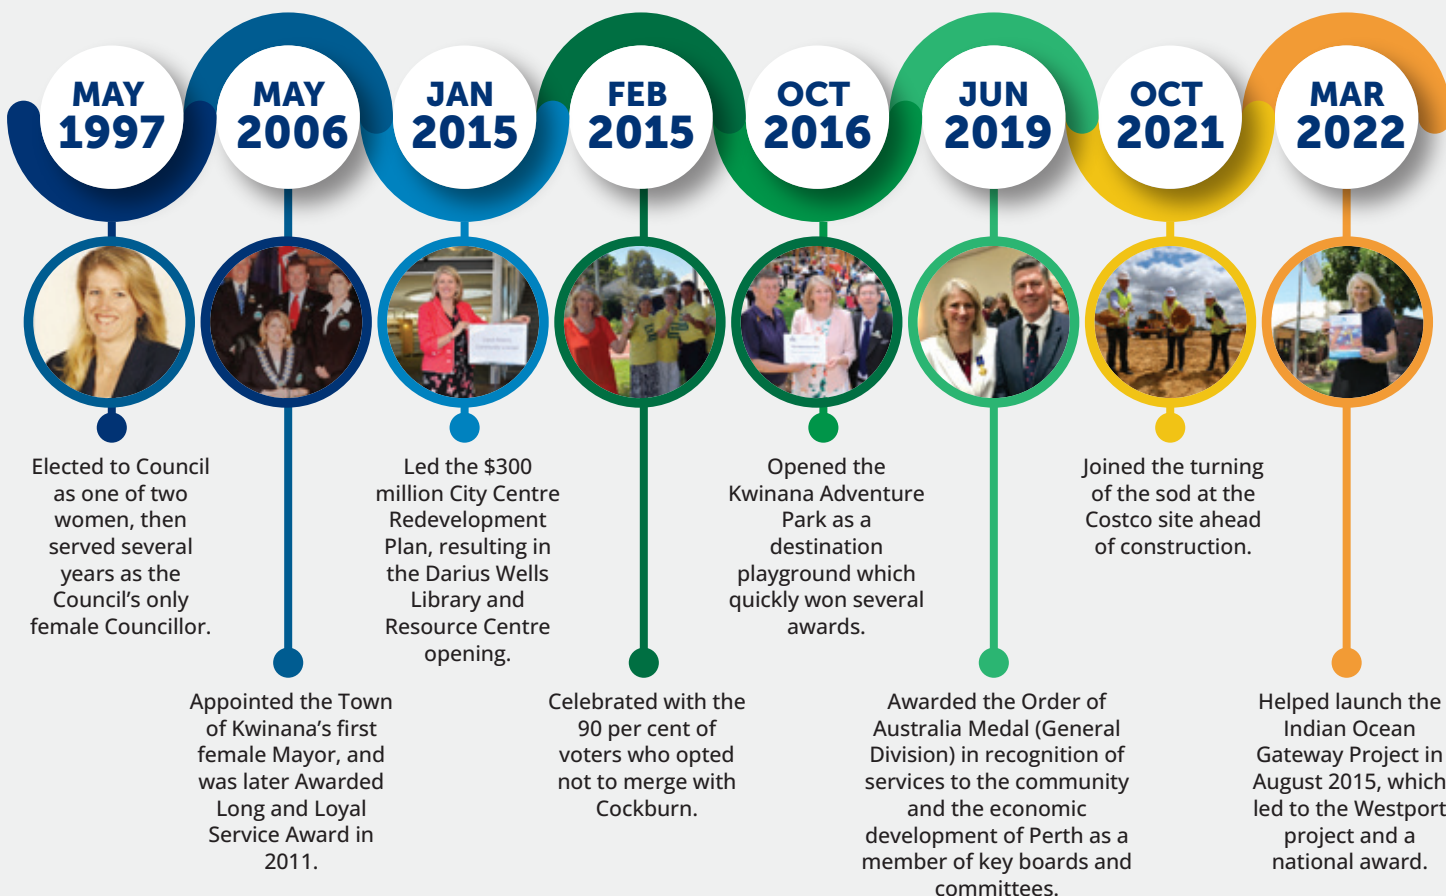 MAY
1997
MAY
2006
JAN
2015
FEB
2015
OCT
2016
JUN
2019
OCT
2021
MAR
2022
Elected to Council
as one of two
women, then
served several
years as the
Council’s only
female Councillor.
Appointed the Town
of Kwinana’s first
female Mayor, and
was later Awarded
Long and Loyal
Service Award in
2011.
Led the $300
million City Centre
Redevelopment
Plan, resulting in
the Darius Wells
Library and
Resource Centre
opening.
Celebrated with the
90 per cent of
voters who opted
not to merge with
Cockburn.
Opened the
Kwinana Adventure
Park as a
destination
playground which
quickly won several
awards.
Awarded the Order of
Australia Medal (General
Division) in recognition of
services to the community
and the economic
development of Perth as a
member of key boards and
committees.
Joined the turning
of the sod at the
Costco site ahead
of construction.
Helped launch the
Indian Ocean
Gateway Project in
August 2015, which
led to the Westport
project and a
national award.